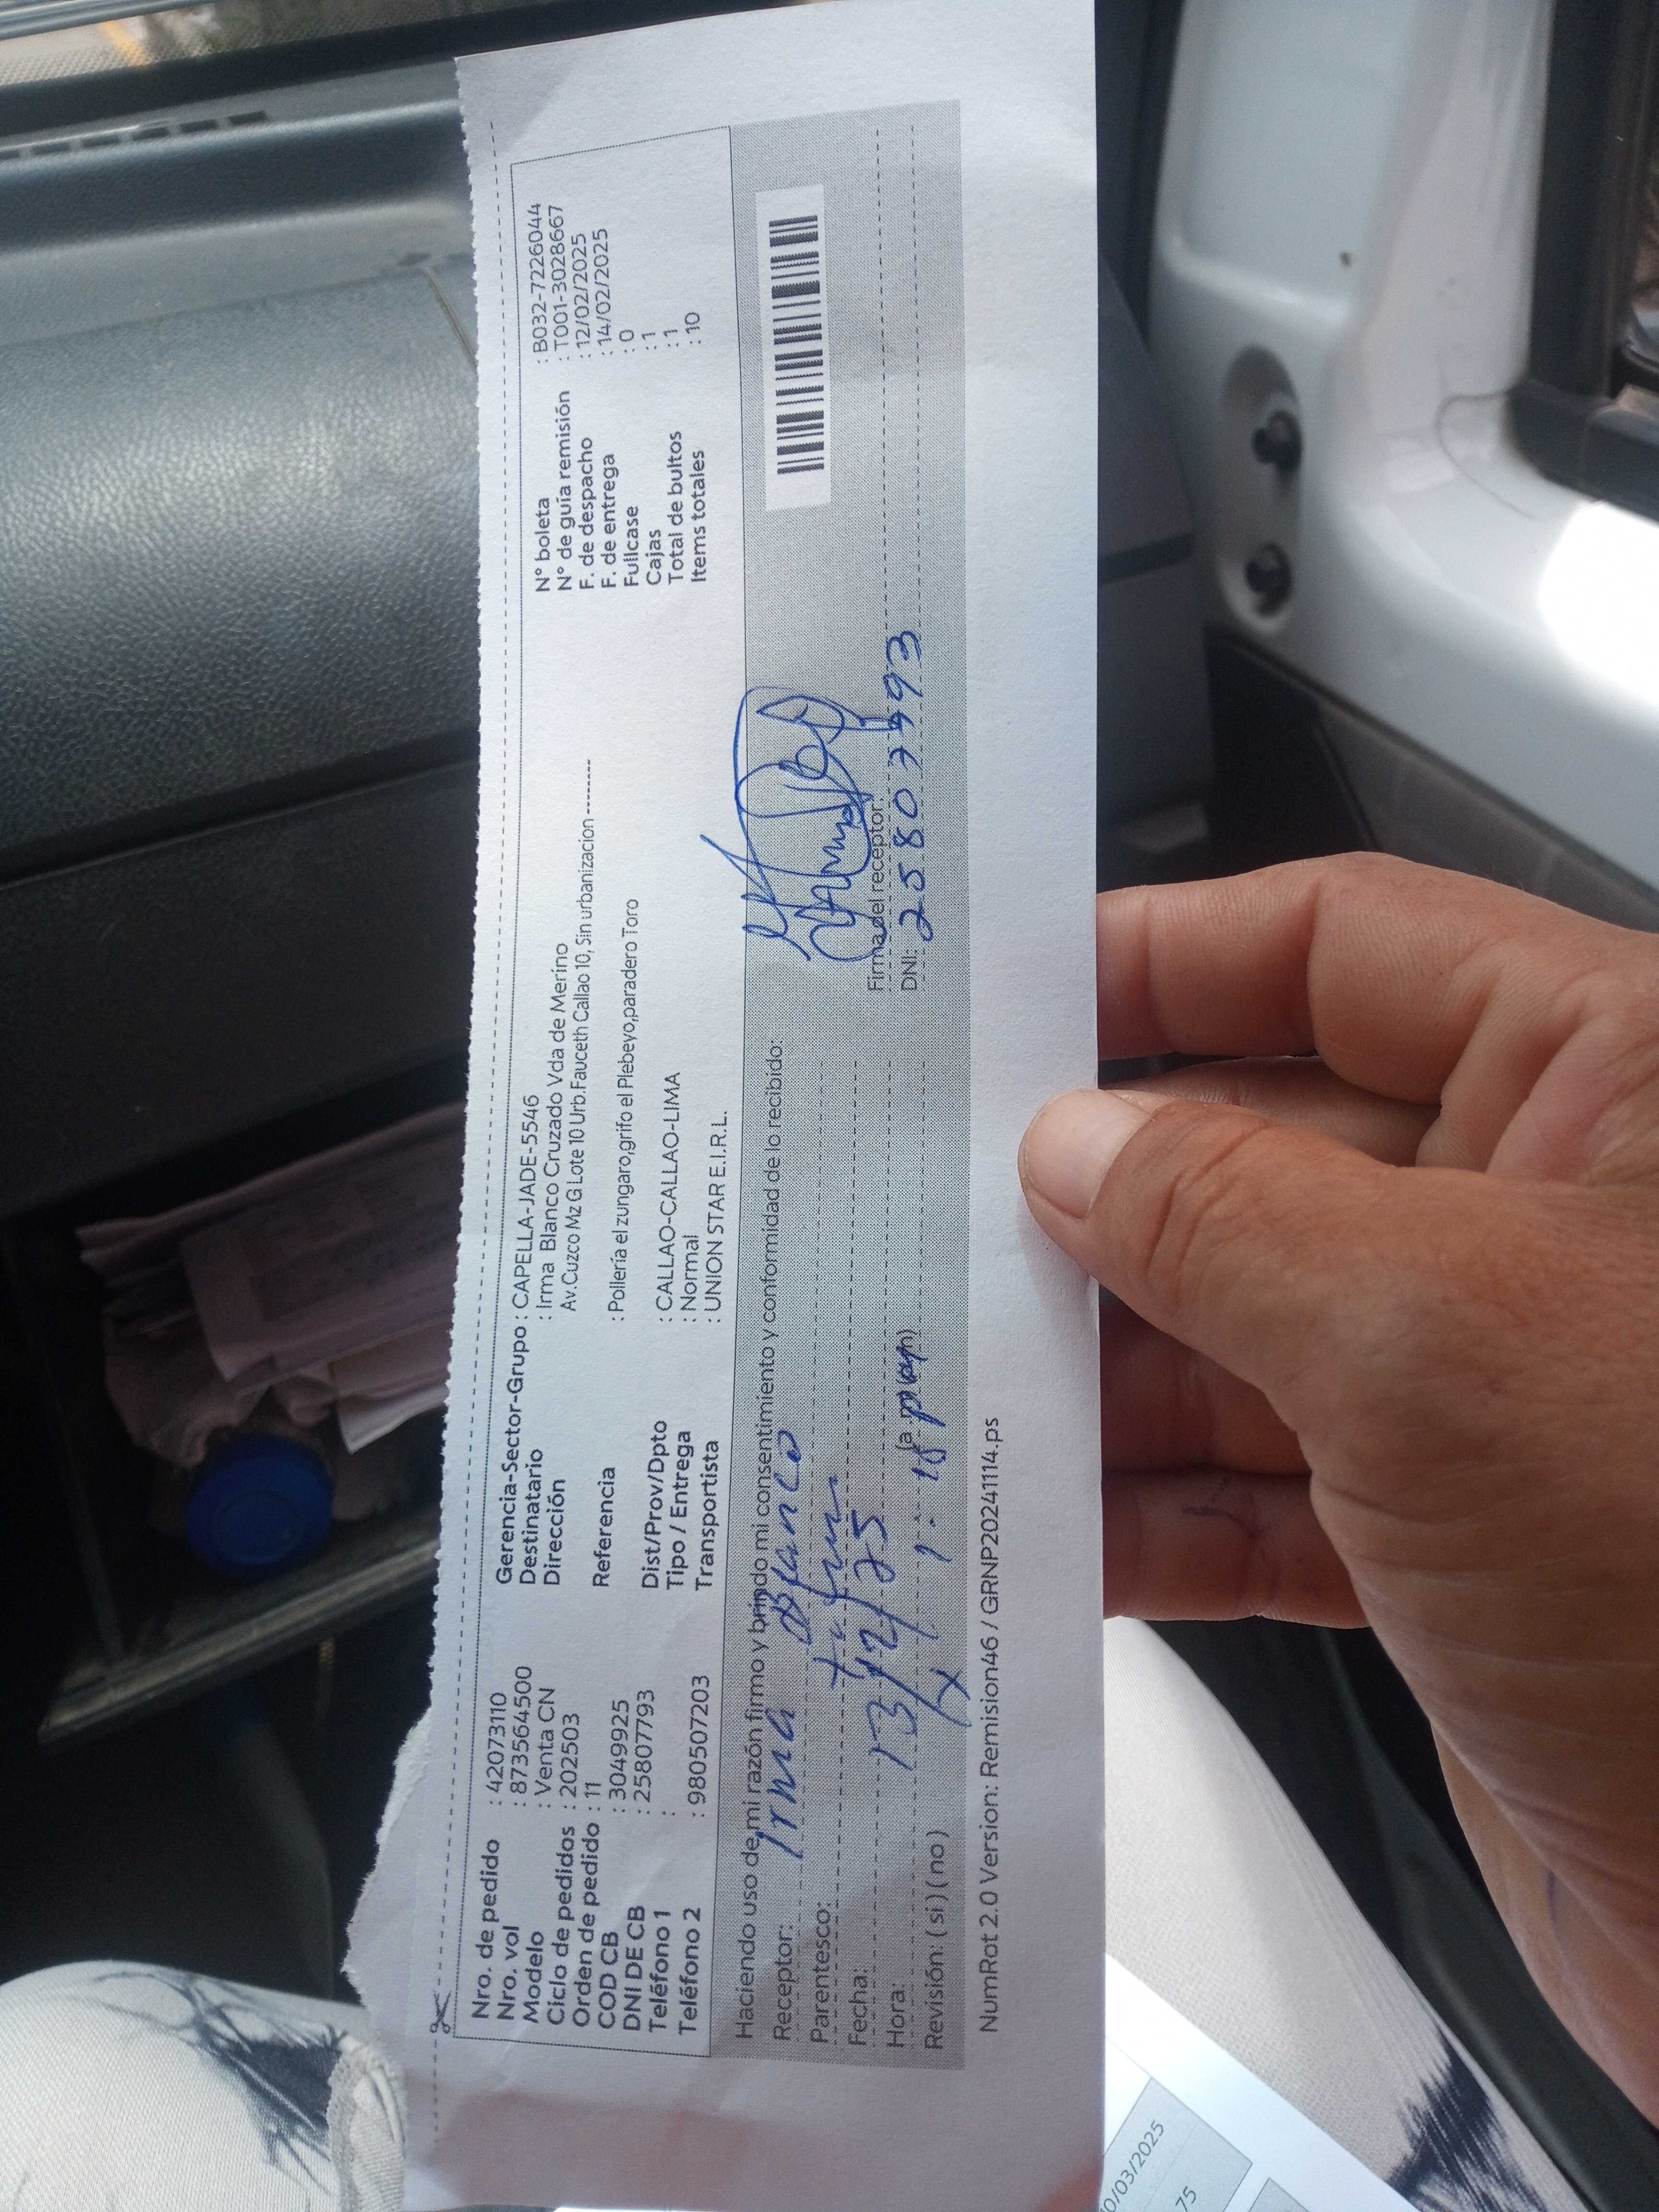 Nro. de pedido : 42073110
Nro. vol : 873564500
Modelo : Venta CN
Ciclo de pedidos : 202503
Orden de pedido : 11
COD CB : 3049925
DNI DE CB : 25807793
Teléfono 1 :
Teléfono 2 : 980507203
Gerencia-Sector-Grupo : CAPELLA-JADE-5546
Destinatario : Irma Blanco Cruzado Vda de Merino
Dirección Av.Cuzco Mz G Lote 10 Urb.Fauceth Callao 10, Sin urbanizacion -------
Referencia : Pollería el zungaro,grifo el Plebeyo,paradero Toro
Dist/Prov/Dpto : CALLAO-CALLAO-LIMA
Tipo / Entrega : Normal
Transportista : UNION STAR E.I.R.L.
N° boleta : B032-7226044
N° de guía remisión : T001-3028667
F. de despacho : 12/02/2025
F. de entrega : 14/02/2025
Fullcase : 0
Cajas : 1
Total de bultos : 1
Items totales : 10
Haciendo uso de mi razón firmo y brindo mi consentimiento y conformidad de lo recibido:
Receptor: Irma Blanco
Parentesco:
Fecha: 13/2/25
Hora:
Revisión: ( si ) ( no )
Firma del receptor:
DNI: 25807793
NumRot 2.0 Version: Remision46 / GRNP20241114.ps
0/03/2025
75